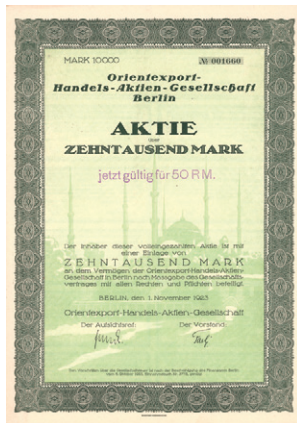 MARK 10000 № 001660
Orientexport-
Handels-Aktien-Gesellschaft
Berlin
AKTIE
über
ZEHNTAUSEND MARK
jetzt gültig für 50 RM.
Der Inhaber dieser volleingezahlten Aktie ist mit
einer Einlage von
ZEHNTAUSEND MARK
an dem Vermögen der Orientexport-Handels-Aktien-
Gesellschaft in Berlin nach Massgabe des Gesellschafts-
vertrages mit allen Rechten und Pflichten beteiligt
BERLIN, den 1. November 1923
Orientexport-Handels-Aktien-Gesellschaft
Der Aufsichtsrat: Der Vorstand: